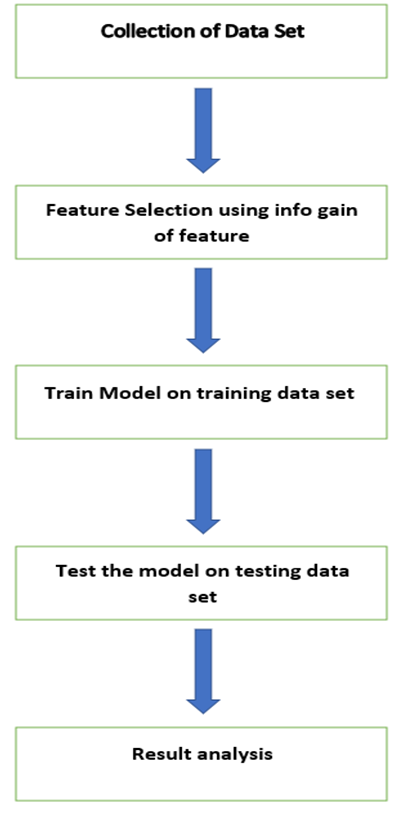 Collection of Data Set
Feature Selection using info gain
of feature
Train Model on training data set
Test the model on testing data
set
Result analysis